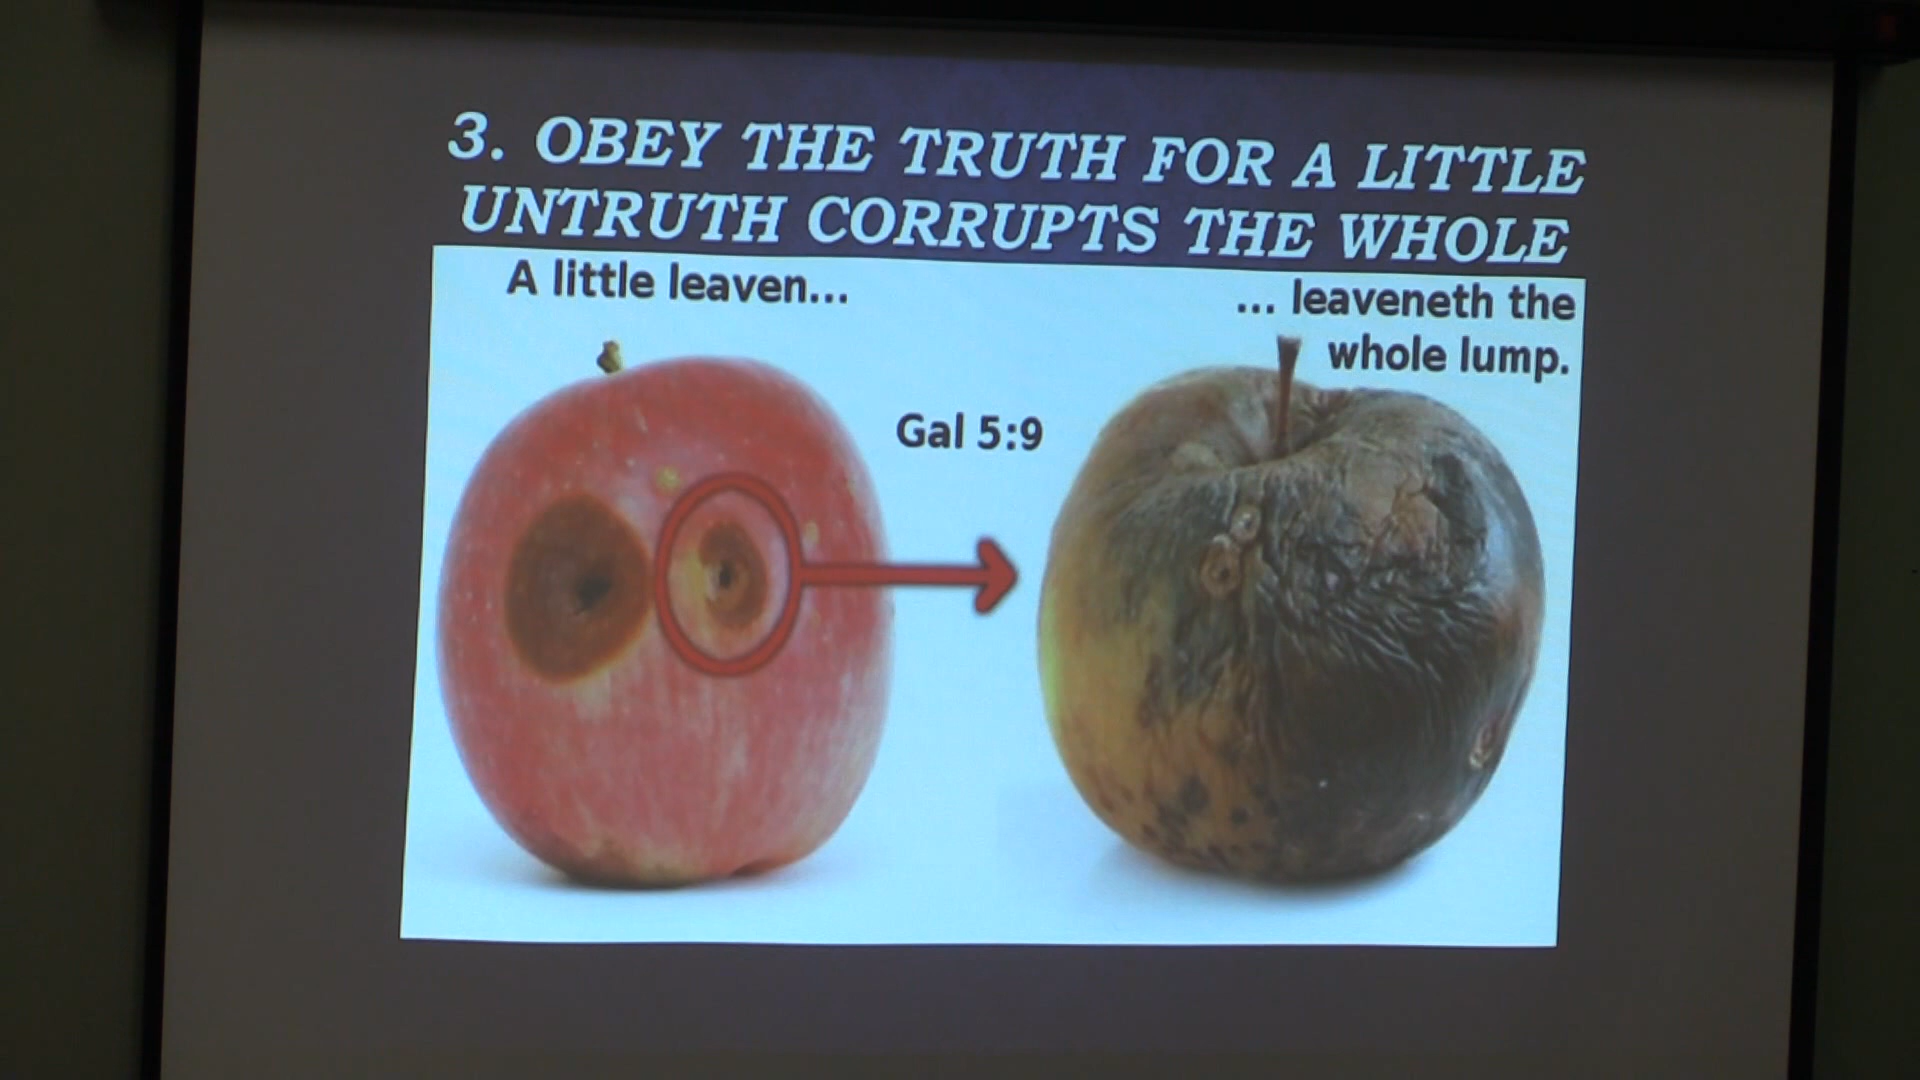 3. OBEY THE TRUTH FOR A LITTLE
UNTRUTH CORRUPTS THE WHOLE
A little leaven...
... leaveneth the
whole lump.
Gal 5:9